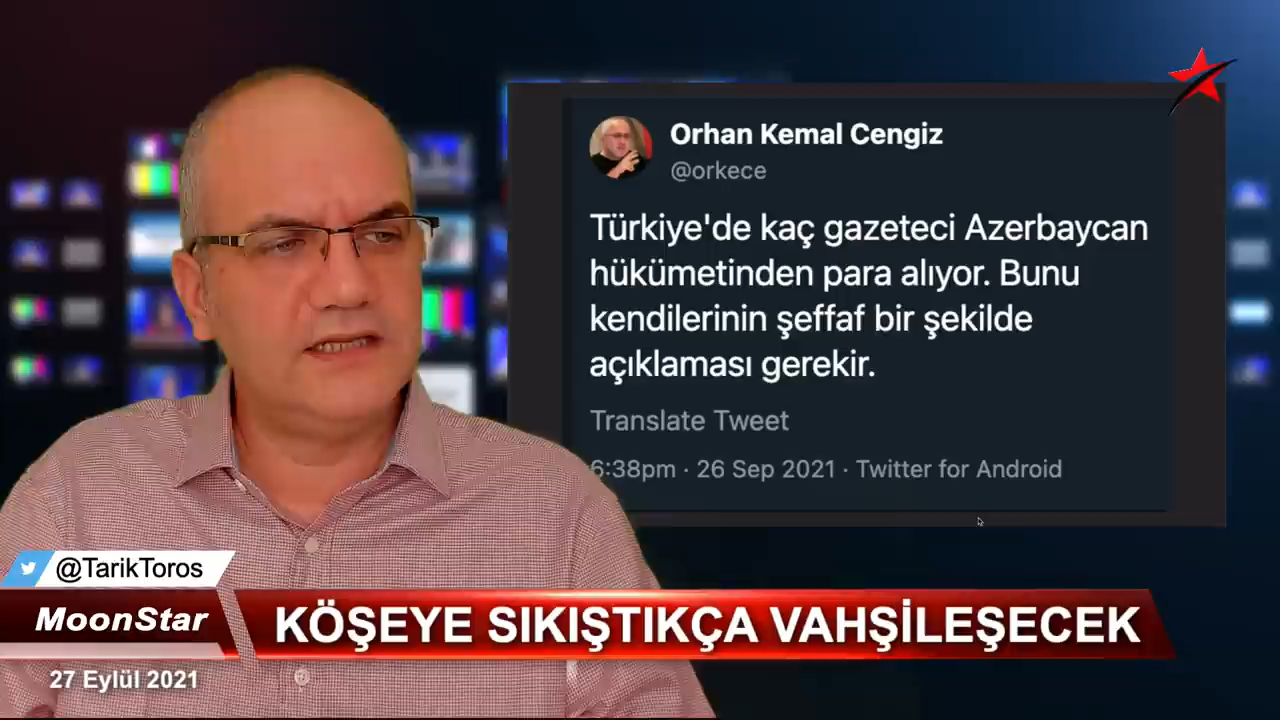 Orhan Kemal Cengiz
@orkece
Türkiye'de kaç gazeteci Azerbaycan
hükümetinden para alıyor. Bunu
kendilerinin şeffaf bir şekilde
açıklaması gerekir.
Translate Tweet
6:38pm · 26 Sep 2021 · Twitter for Android
@TarikToros
MoonStar
KÖŞEYE SIKIŞTIKÇA VAHŞİLEŞECEK
27 Eylül 2021